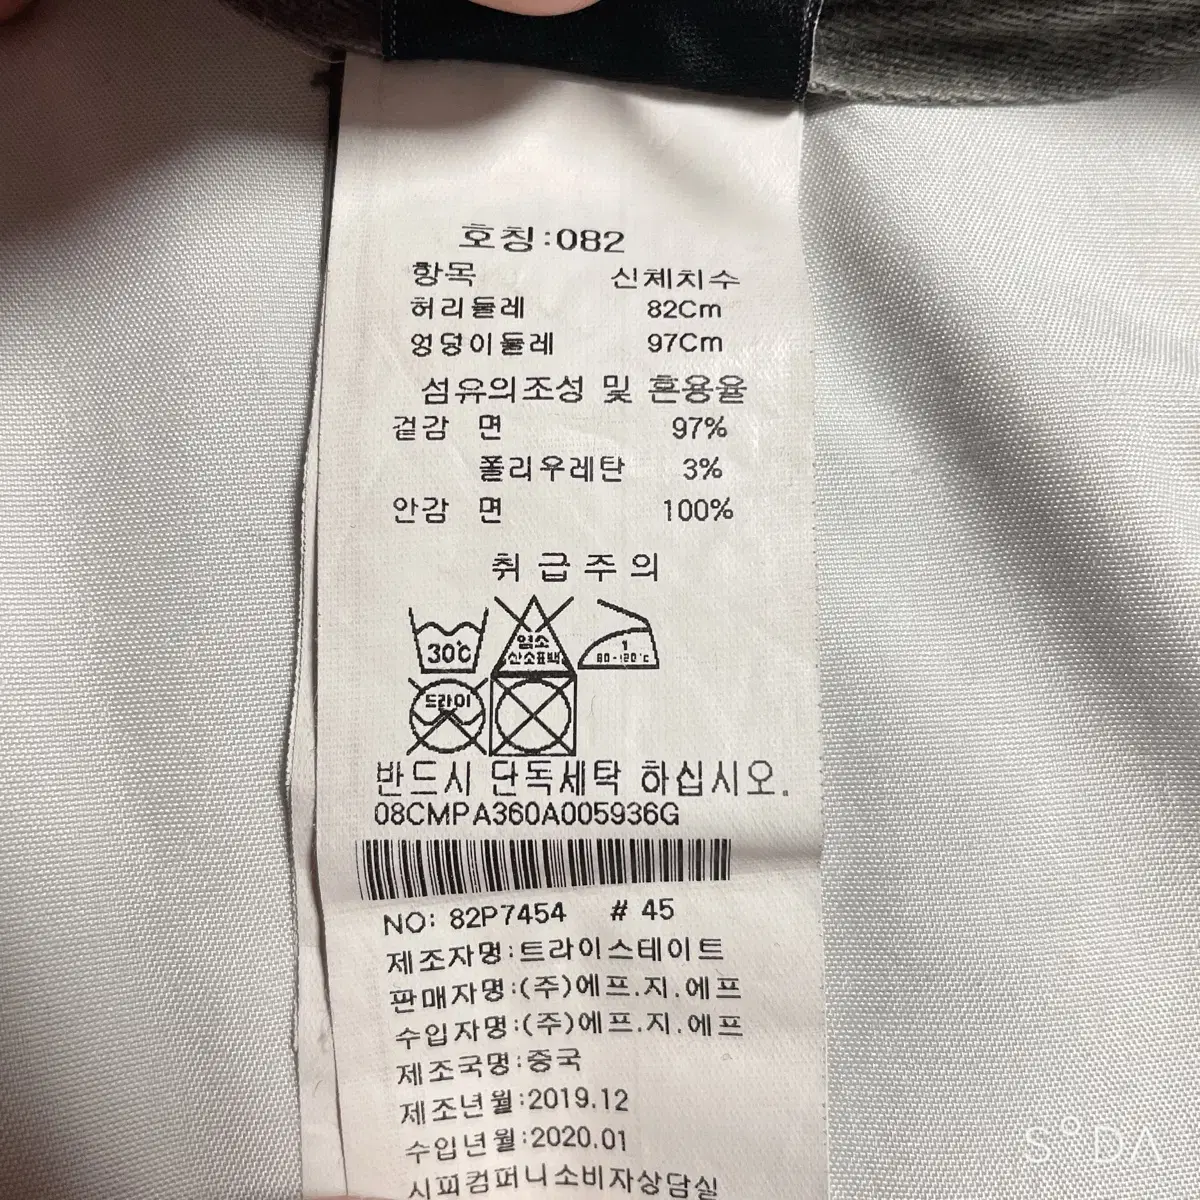 호칭:082
항목 신체치수
허리둘레 82Cm
엉덩이둘레 97Cm
섬유의조성 및 혼용율
겉감 면 97%
폴리우레탄 3%
안감 면 100%
취급주의
30℃
염소
산소표백
1
80-120℃
드라이
반드시 단독세탁 하십시오.
08CMPA360A005936G
NO: 82P7454 # 45
제조자명:트라이스테이트
판매자명:(주)에프.지.에프
수입자명:(주)에프.지.에프
제조국명:중국
제조년월:2019.12
수입년월:2020.01
시피컴퍼니소비자상담실
SODA